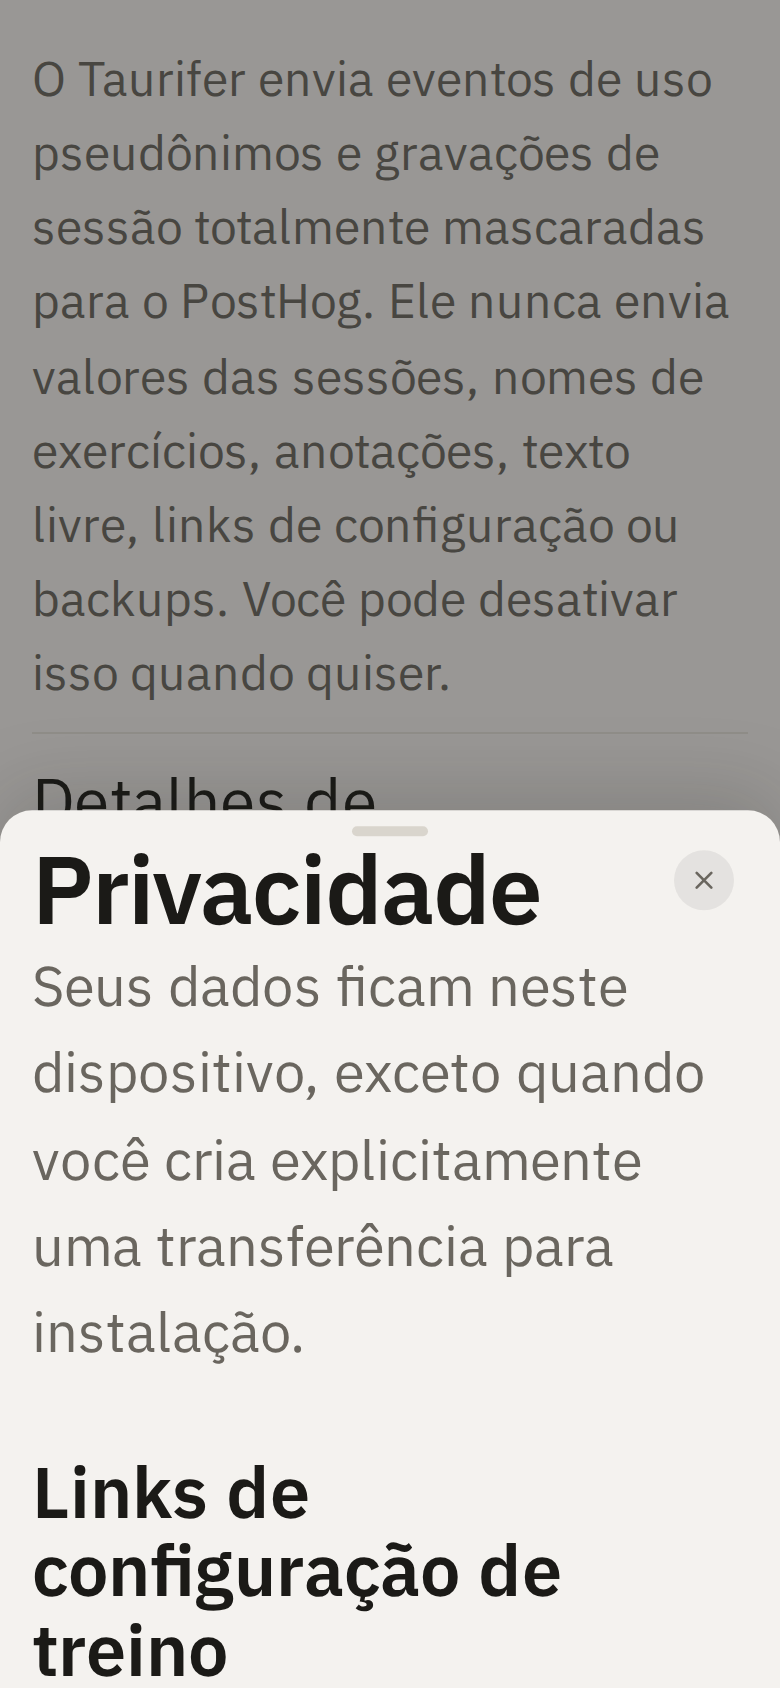 O Taurifer envia eventos de uso
pseudônimos e gravações de
sessão totalmente mascaradas
para o PostHog. Ele nunca envia
valores das sessões, nomes de
exercícios, anotações, texto
livre, links de configuração ou
backups. Você pode desativar
isso quando quiser.
Detalhes de
Privacidade
Seus dados ficam neste
dispositivo, exceto quando
você cria explicitamente
uma transferência para
instalação.
Links de
configuração de
treino